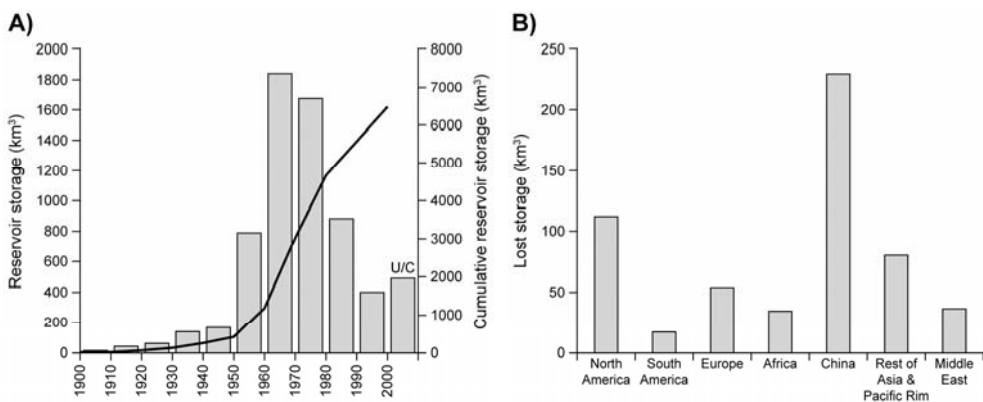 A)
Reservoir storage (km³)
2000
1800
1600
1400
1200
1000
800
600
400
200
0
1900
1910
1920
1930
1940
1950
1960
1970
1980
1990
2000
U/C
8000
7000
6000
5000
4000
3000
2000
1000
0
Cumulative reservoir storage (km³)
B)
Lost storage (km³)
250
200
150
100
50
0
North
America
South
America
Europe
Africa
China
Rest of
Asia &
Pacific Rim
Middle
East